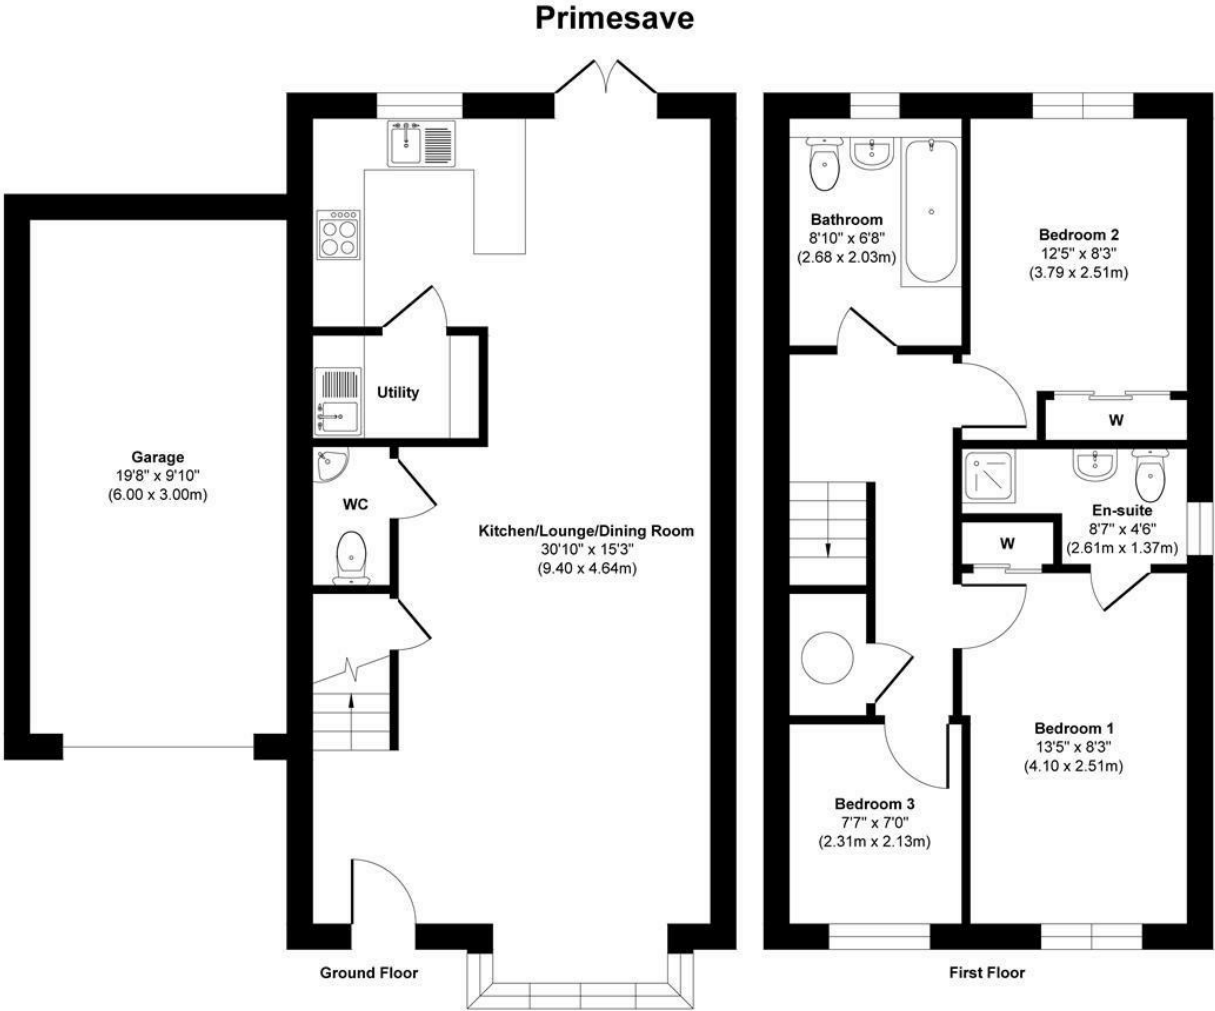 Primesave
Bathroom
8'10" x 6'8"
(2.68 x 2.03m)
Bedroom 2
12'5" x 8'3"
(3.79 x 2.51m)
Utility
W
Garage
19'8" x 9'10"
(6.00 x 3.00m)
WC
Kitchen/Lounge/Dining Room
30'10" x 15'3"
(9.40 x 4.64m)
En-suite
8'7" x 4'6"
(2.61m x 1.37m)
W
Bedroom 1
13'5" x 8'3"
(4.10 x 2.51m)
Bedroom 3
7'7" x 7'0"
(2.31m x 2.13m)
Ground Floor
First Floor